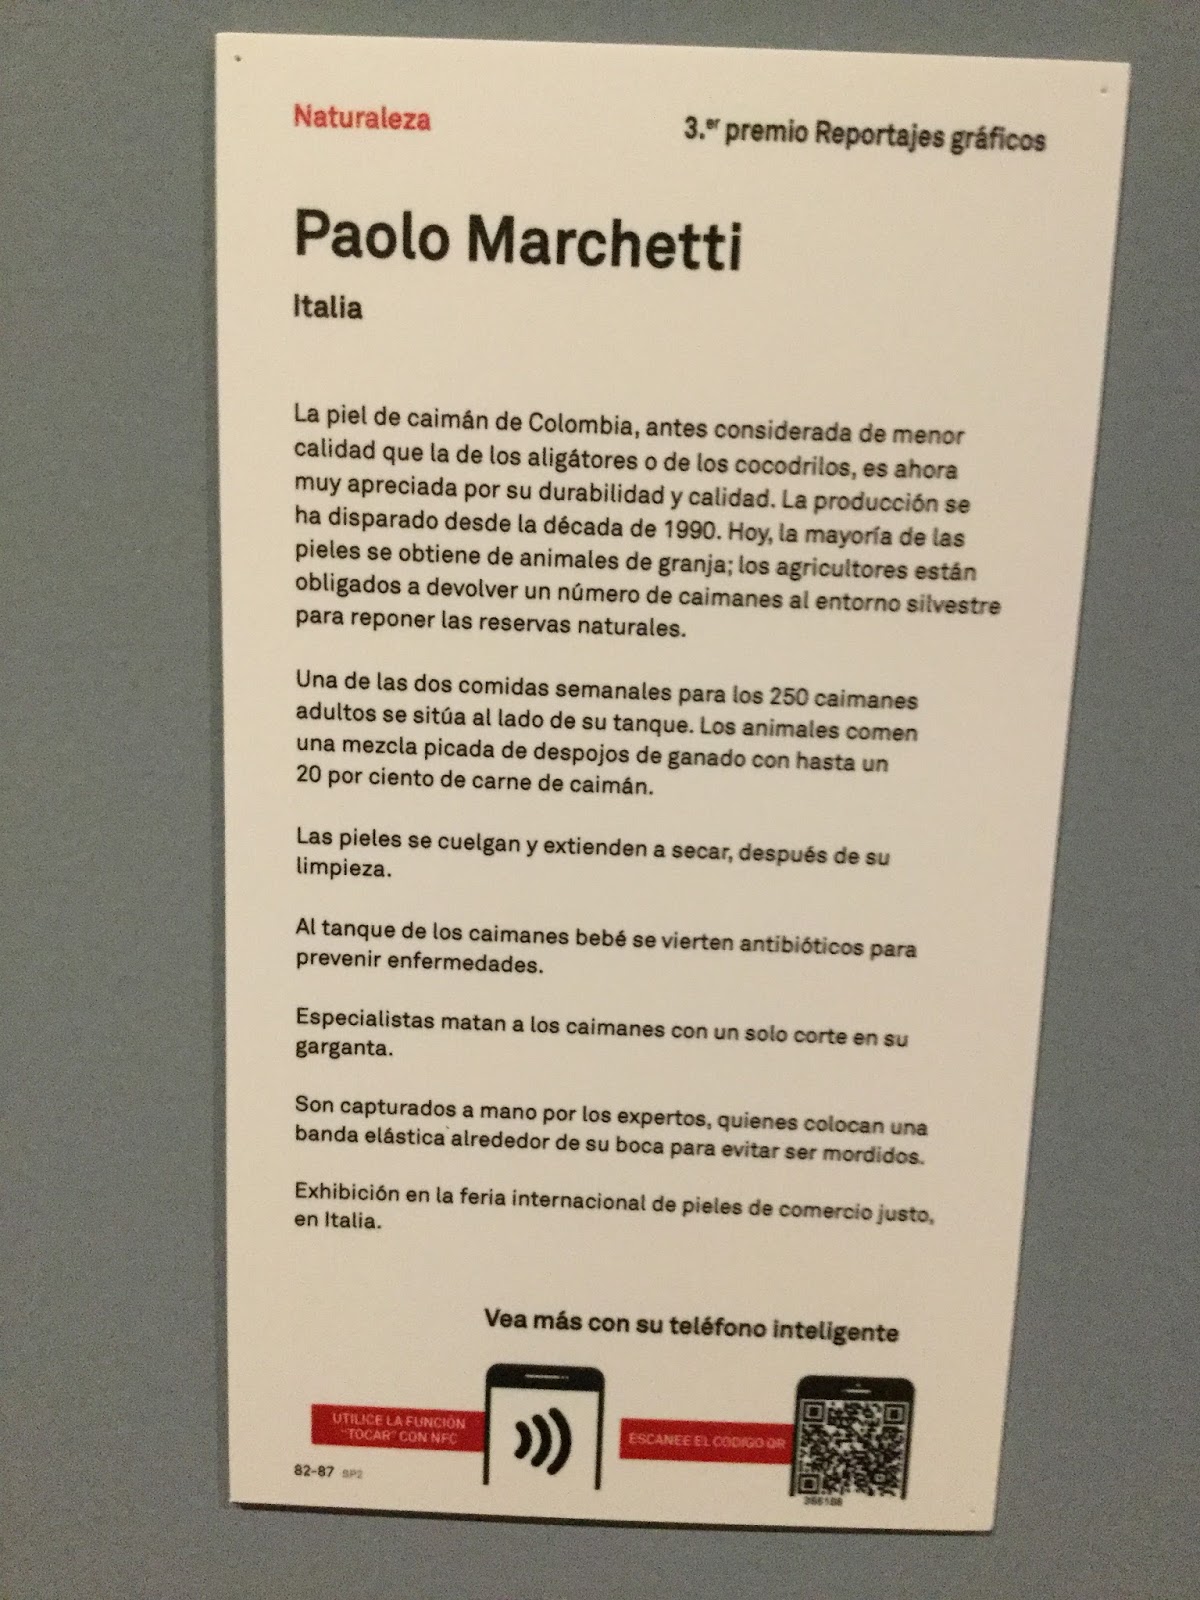 Naturaleza
3.er premio Reportajes gráficos
Paolo Marchetti
Italia
La piel de caimán de Colombia, antes considerada de menor
calidad que la de los aligátores o de los cocodrilos, es ahora
muy apreciada por su durabilidad y calidad. La producción se
ha disparado desde la década de 1990. Hoy, la mayoría de las
pieles se obtiene de animales de granja; los agricultores están
obligados a devolver un número de caimanes al entorno silvestre
para reponer las reservas naturales.
Una de las dos comidas semanales para los 250 caimanes
adultos se sitúa al lado de su tanque. Los animales comen
una mezcla picada de despojos de ganado con hasta un
20 por ciento de carne de caimán.
Las pieles se cuelgan y extienden a secar, después de su
limpieza.
Al tanque de los caimanes bebé se vierten antibióticos para
prevenir enfermedades.
Especialistas matan a los caimanes con un solo corte en su
garganta.
Son capturados a mano por los expertos, quienes colocan una
banda elástica alrededor de su boca para evitar ser mordidos.
Exhibición en la feria internacional de pieles de comercio justo,
en Italia.
Vea más con su teléfono inteligente
UTILICE LA FUNCIÓN
"TOCAR" CON NFC
ESCANEE EL CODIGO QR
82-87 SP2